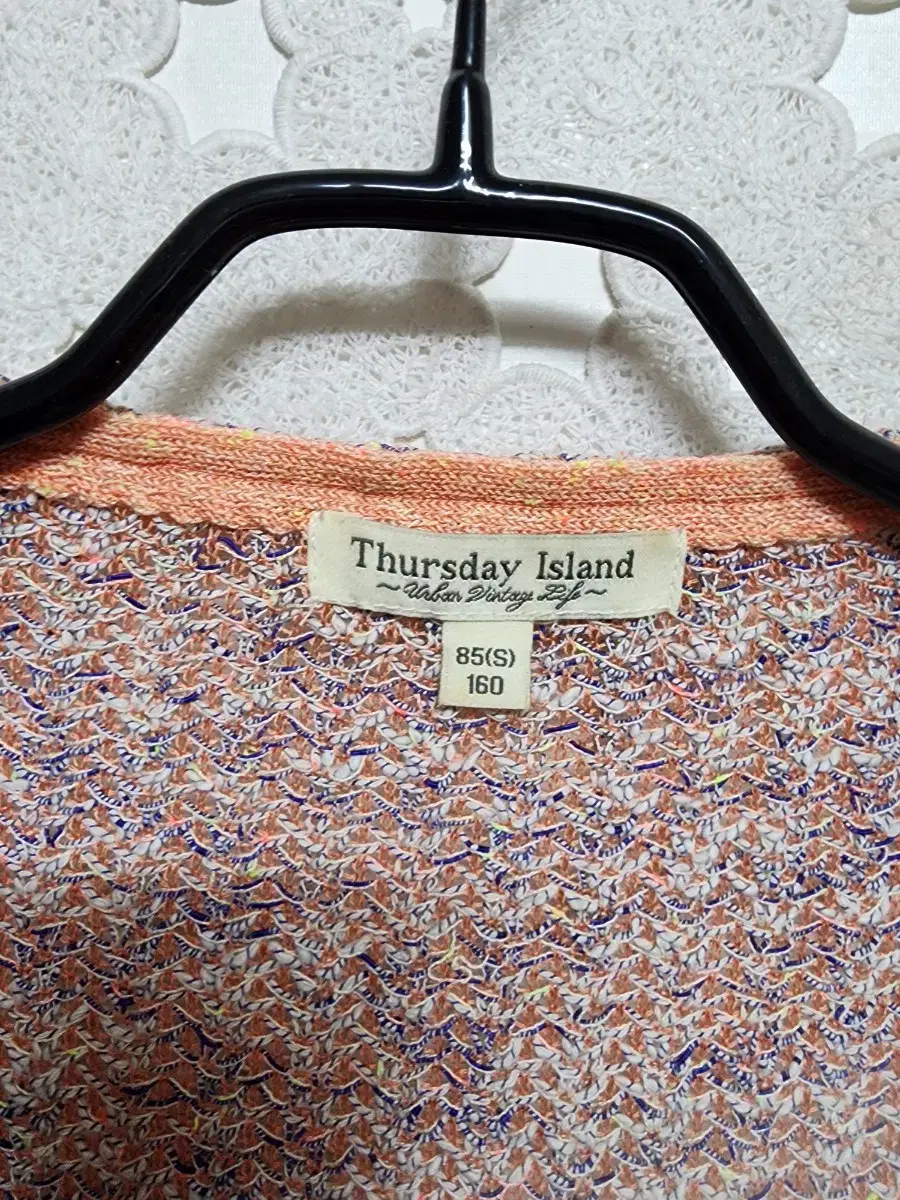 Thursday Island
~Urban Vintage Life~
85(S)
160